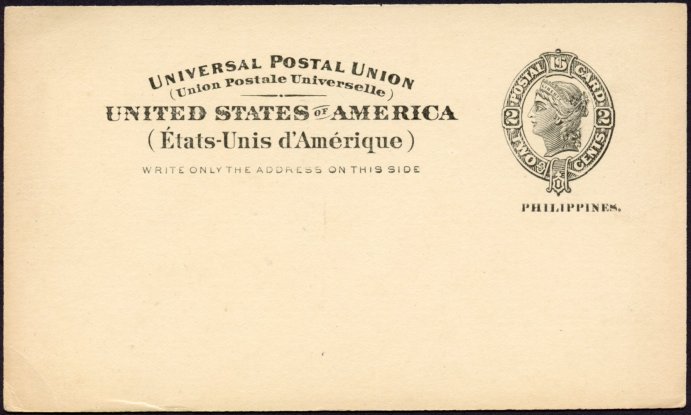 UNIVERSAL POSTAL UNION
(Union Postale Universelle)
UNITED STATES OF AMERICA
(États-Unis d'Amérique)
WRITE ONLY THE ADDRESS ON THIS SIDE
POSTAL CARD
2 2
TWO CENTS
PHILIPPINES.